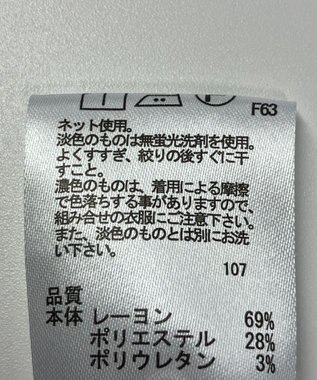 F63
ネット使用。
淡色のものは無蛍光洗剤を使用。
よくすすぎ、絞りの後すぐに干
すこと。
濃色のものは、着用による摩擦
で色落ちする事がありますので、
組み合せの衣服にご注意下さい。
また、淡色のものとは別にお洗
い下さい。
107
品質
本体 レーヨン 69%
ポリエステル 28%
ポリウレタン 3%